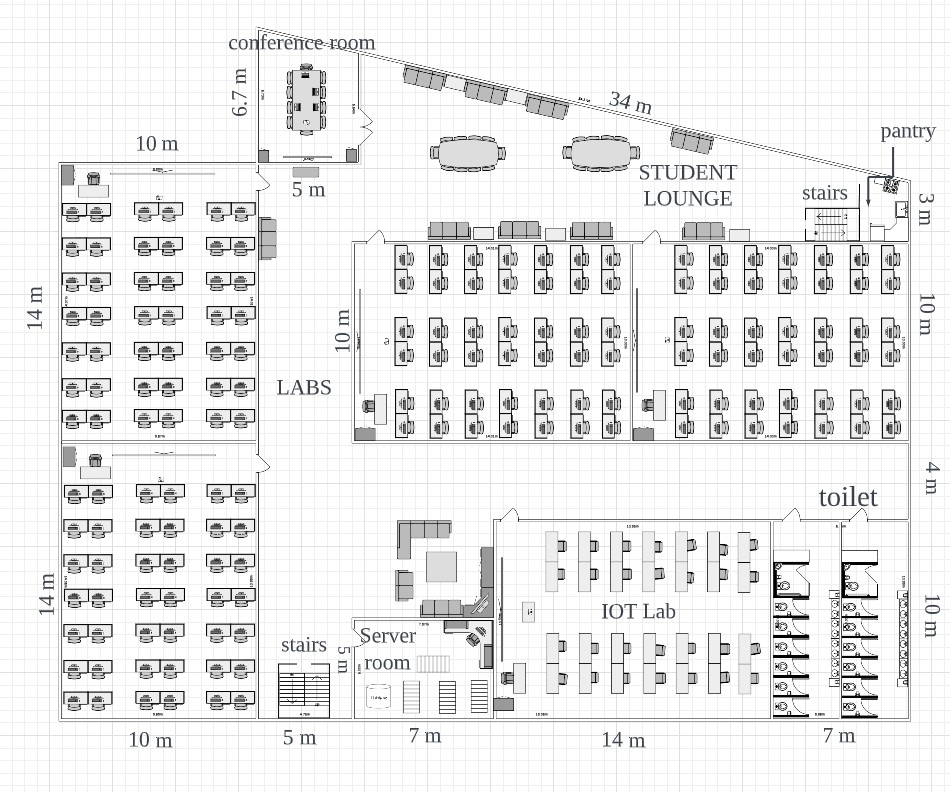 conference room
6.7 m
34 m
pantry
10 m
5 m
STUDENT
LOUNGE
stairs
3 m
14 m
10 m
10 m
LABS
4 m
toilet
14 m
IOT Lab
10 m
stairs
5 m
Server
room
10 m
5 m
7 m
14 m
7 m